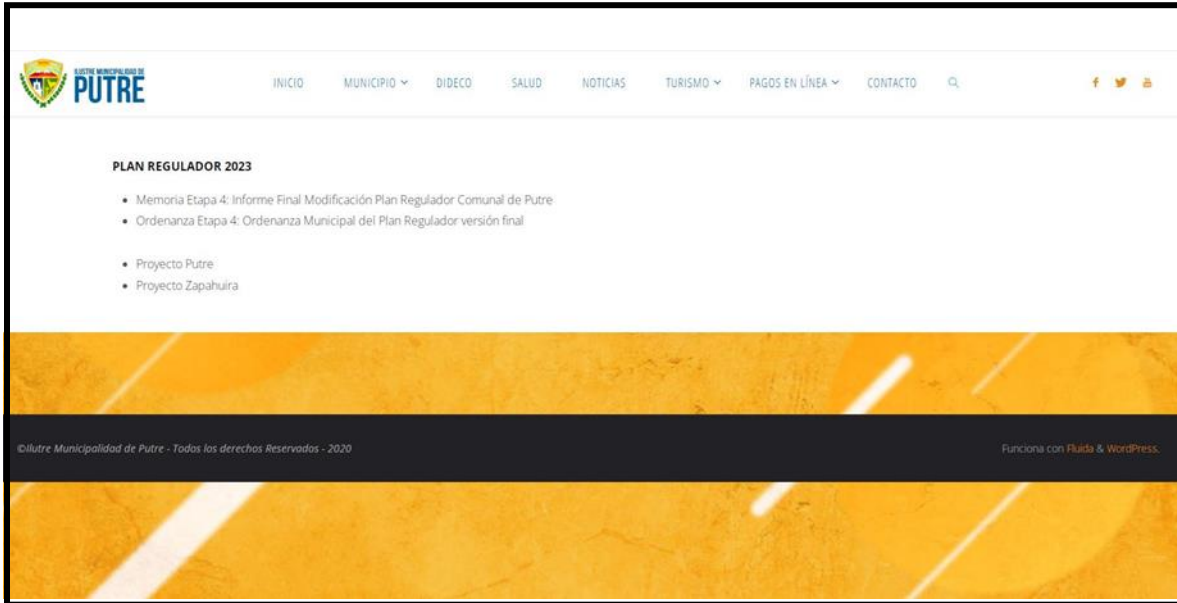 ILUSTRE MUNICIPALIDAD DE
PUTRE
INICIO MUNICIPIO DIDECO SALUD NOTICIAS TURISMO PAGOS EN LÍNEA CONTACTO
PLAN REGULADOR 2023
• Memoria Etapa 4: Informe Final Modificación Plan Regulador Comunal de Putre
• Ordenanza Etapa 4: Ordenanza Municipal del Plan Regulador versión final
• Proyecto Putre
• Proyecto Zapahuira
©Ilutre Municipalidad de Putre - Todos los derechos Reservados - 2020
Funciona con Fluida & WordPress.